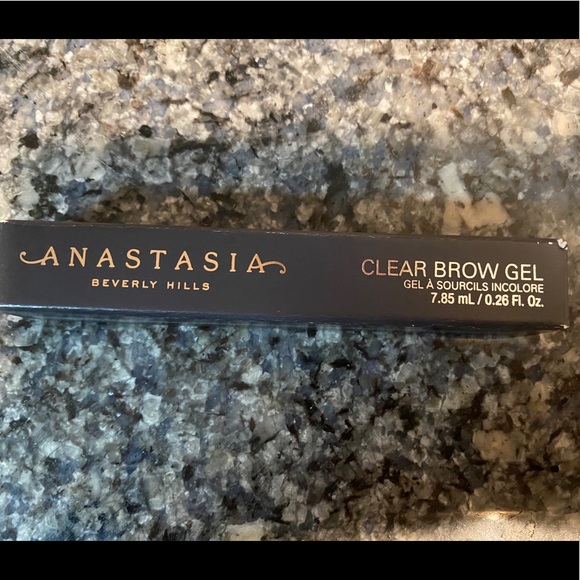 ANASTASIA
BEVERLY HILLS
CLEAR BROW GEL
GEL À SOURCILS INCOLORE
7.85 mL / 0.26 Fl. Oz.